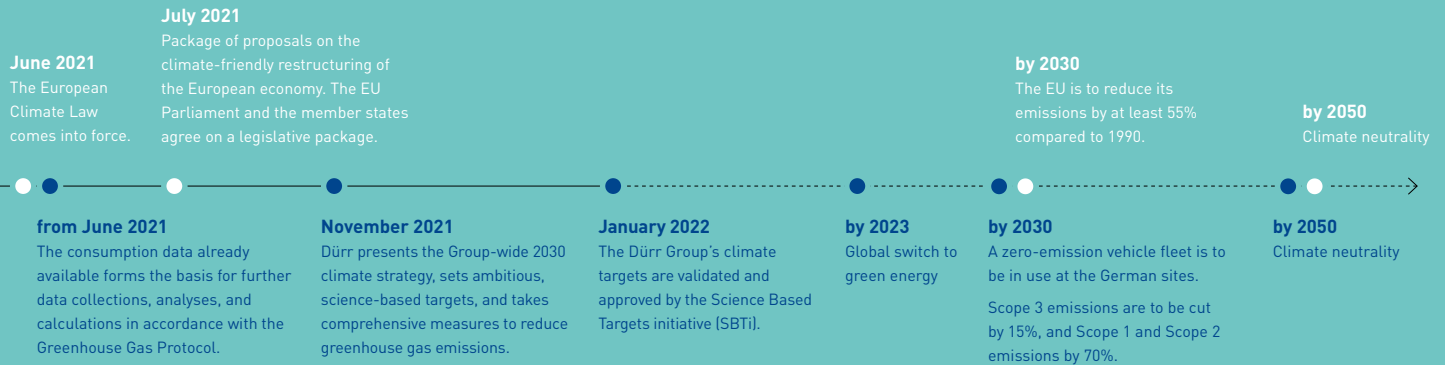 July 2021
Package of proposals on the
climate-friendly restructuring of
the European economy. The EU
Parliament and the member states
agree on a legislative package.
June 2021
The European
Climate Law
comes into force.
by 2030
The EU is to reduce its
emissions by at least 55%
compared to 1990.
by 2050
Climate neutrality
from June 2021
The consumption data already
available forms the basis for further
data collections, analyses, and
calculations in accordance with the
Greenhouse Gas Protocol.
November 2021
Dürr presents the Group-wide 2030
climate strategy, sets ambitious,
science-based targets, and takes
comprehensive measures to reduce
greenhouse gas emissions.
January 2022
The Dürr Group's climate
targets are validated and
approved by the Science Based
Targets initiative (SBTi).
by 2023
Global switch to
green energy
by 2030
A zero-emission vehicle fleet is to
be in use at the German sites.
Scope 3 emissions are to be cut
by 15%, and Scope 1 and Scope 2
emissions by 70%.
by 2050
Climate neutrality